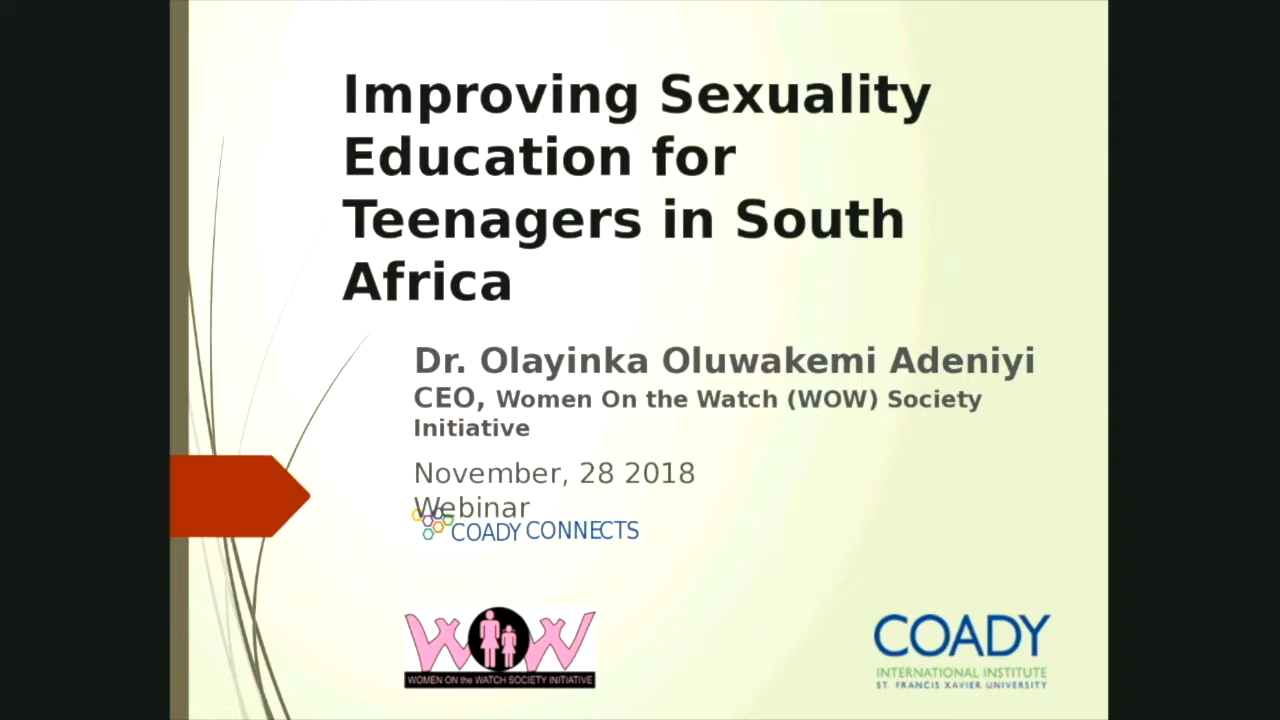 Improving Sexuality
Education for
Teenagers in South
Africa
Dr. Olayinka Oluwakemi Adeniyi
CEO, Women On the Watch (WOW) Society
Initiative
November, 28 2018
Webinar
COADY CONNECTS
WOW
WOMEN ON the WATCH SOCIETY INITIATIVE
COADY
INTERNATIONAL INSTITUTE
ST. FRANCIS XAVIER UNIVERSITY